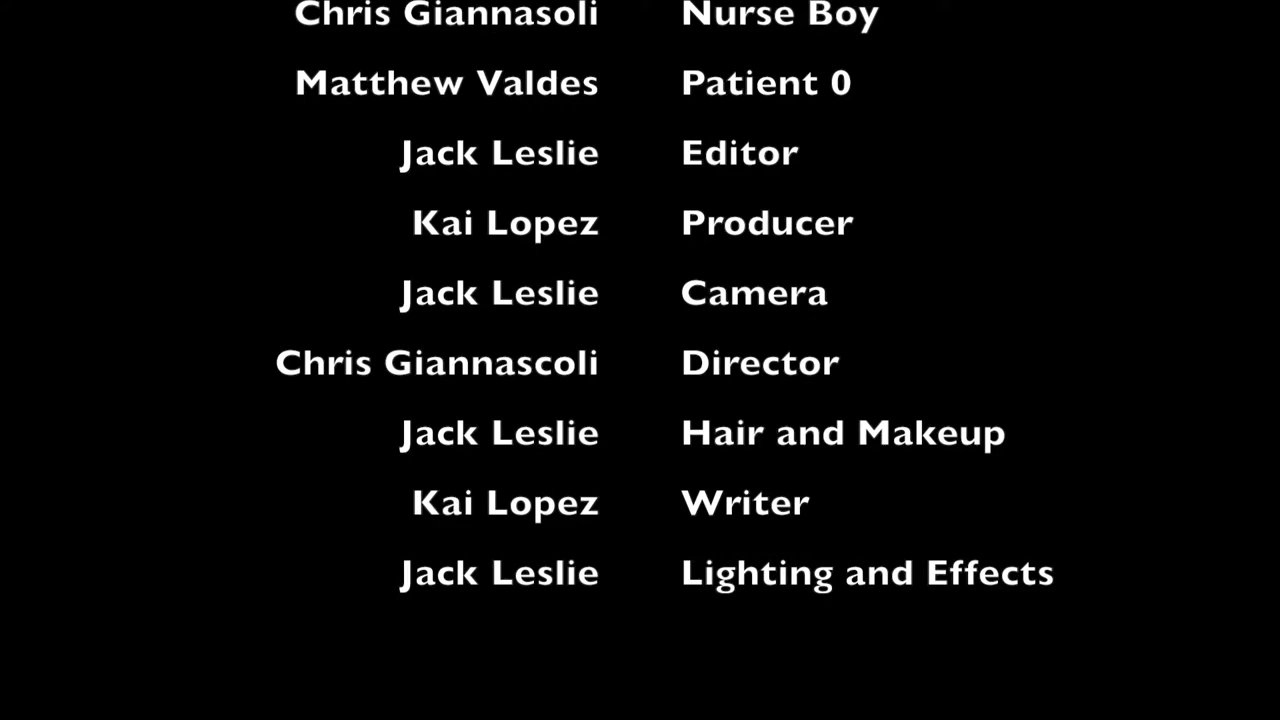 Chris Giannasoli Nurse Boy
Matthew Valdes Patient 0
Jack Leslie Editor
Kai Lopez Producer
Jack Leslie Camera
Chris Giannascoli Director
Jack Leslie Hair and Makeup
Kai Lopez Writer
Jack Leslie Lighting and Effects